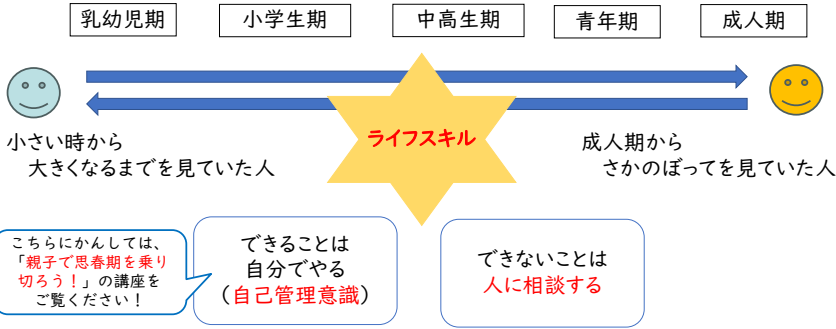 乳幼児期
小学生期
中高生期
青年期
成人期
ライフスキル
小さい時から
大きくなるまでを見ていた人
成人期から
さかのぼってを見ていた人
こちらにかんしては、
「親子で思春期を乗り
切ろう！」の講座を
ご覧ください！
できることは
自分でやる
（自己管理意識）
できないことは
人に相談する